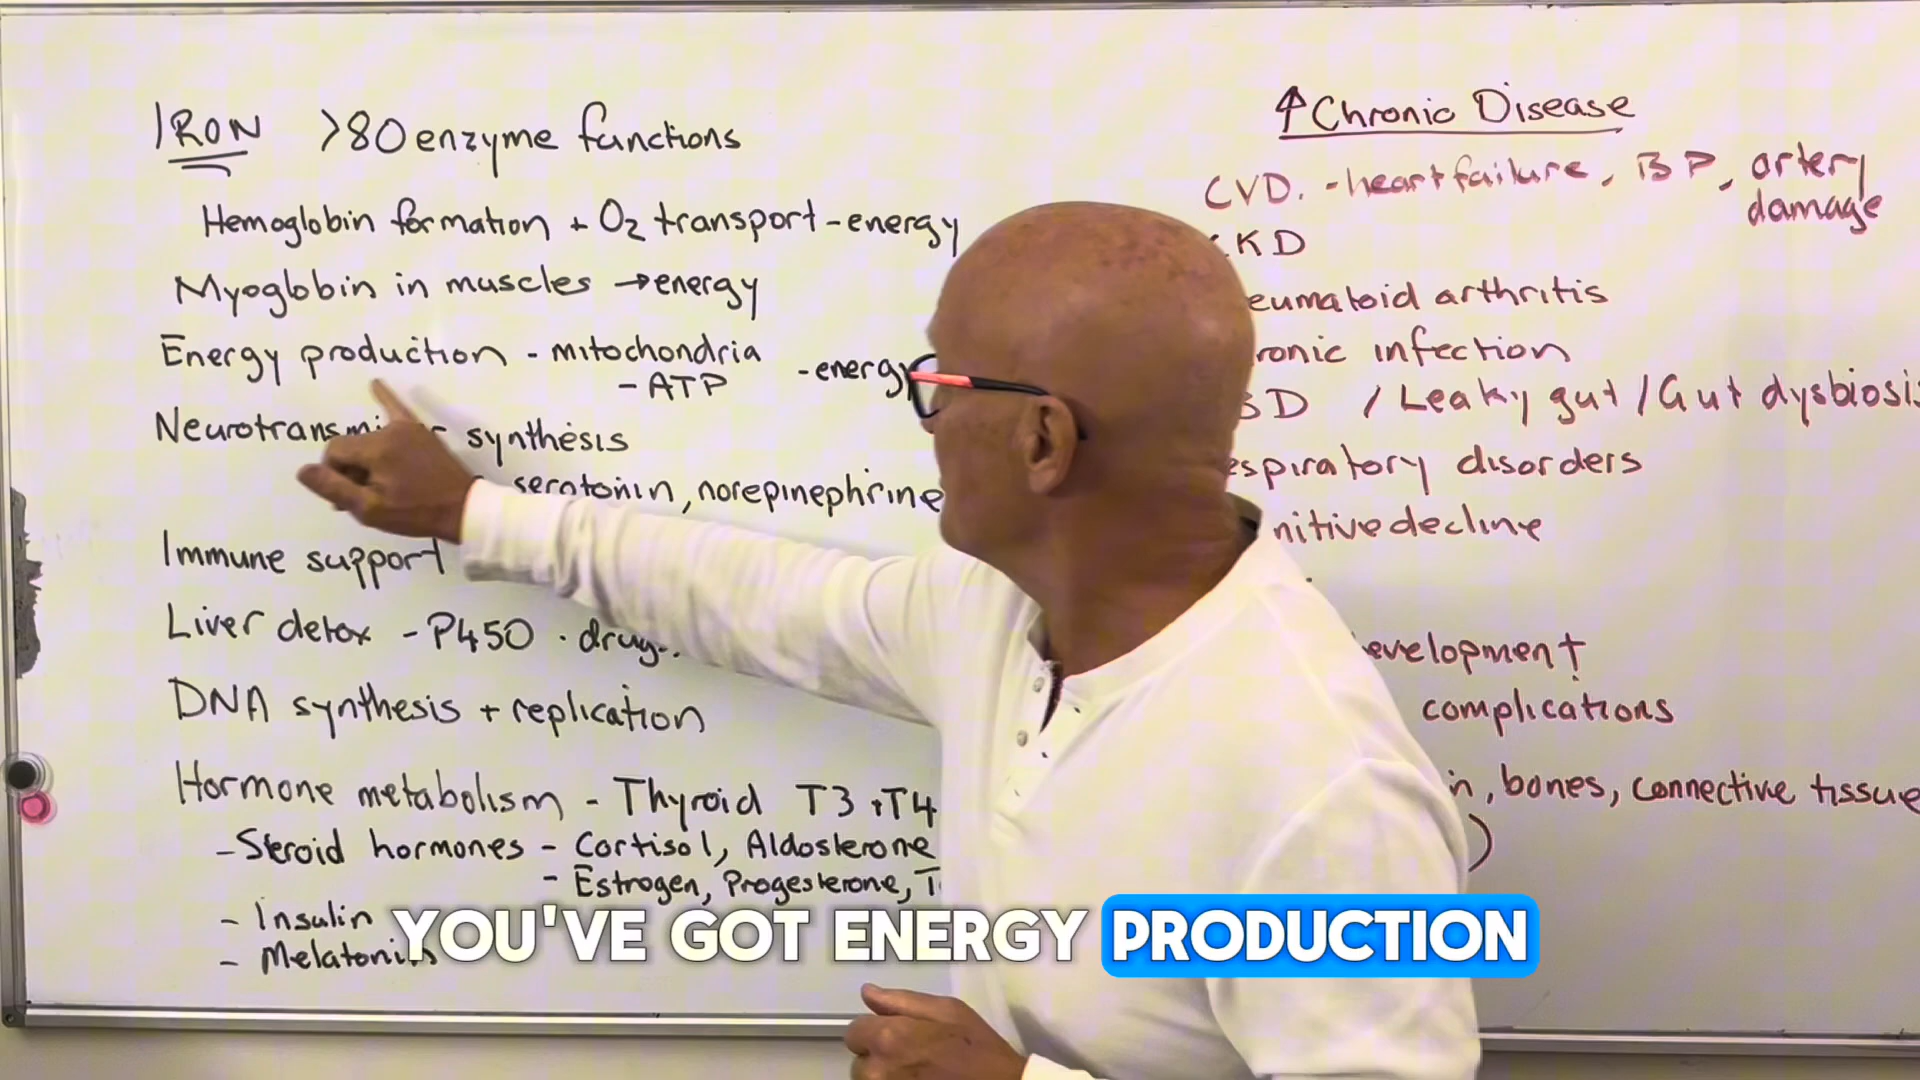 IRON >80 enzyme functions
Hemoglobin formation + O2 transport - energy
Myoglobin in muscles → energy
Energy production - mitochondria - energy
- ATP
synthesis
serotonin, norepinephrine
Immune support
Liver detox - P450 · drug
DNA synthesis + replication
Hormone metabolism - Thyroid T3 + T4
- Steroid hormones - Cortisol, Aldosterone
- Estrogen, Progesterone, T
- Insulin
- Melatonin
↑ Chronic Disease
CVD. - heart failure, BP, artery
damage
KD
eumatoid arthritis
ronic infection
BD / Leaky gut / Gut dysbiosis
espiratory disorders
nitive decline
evelopment
complications
n, bones, connective tissue
)
YOU'VE GOT ENERGY PRODUCTION